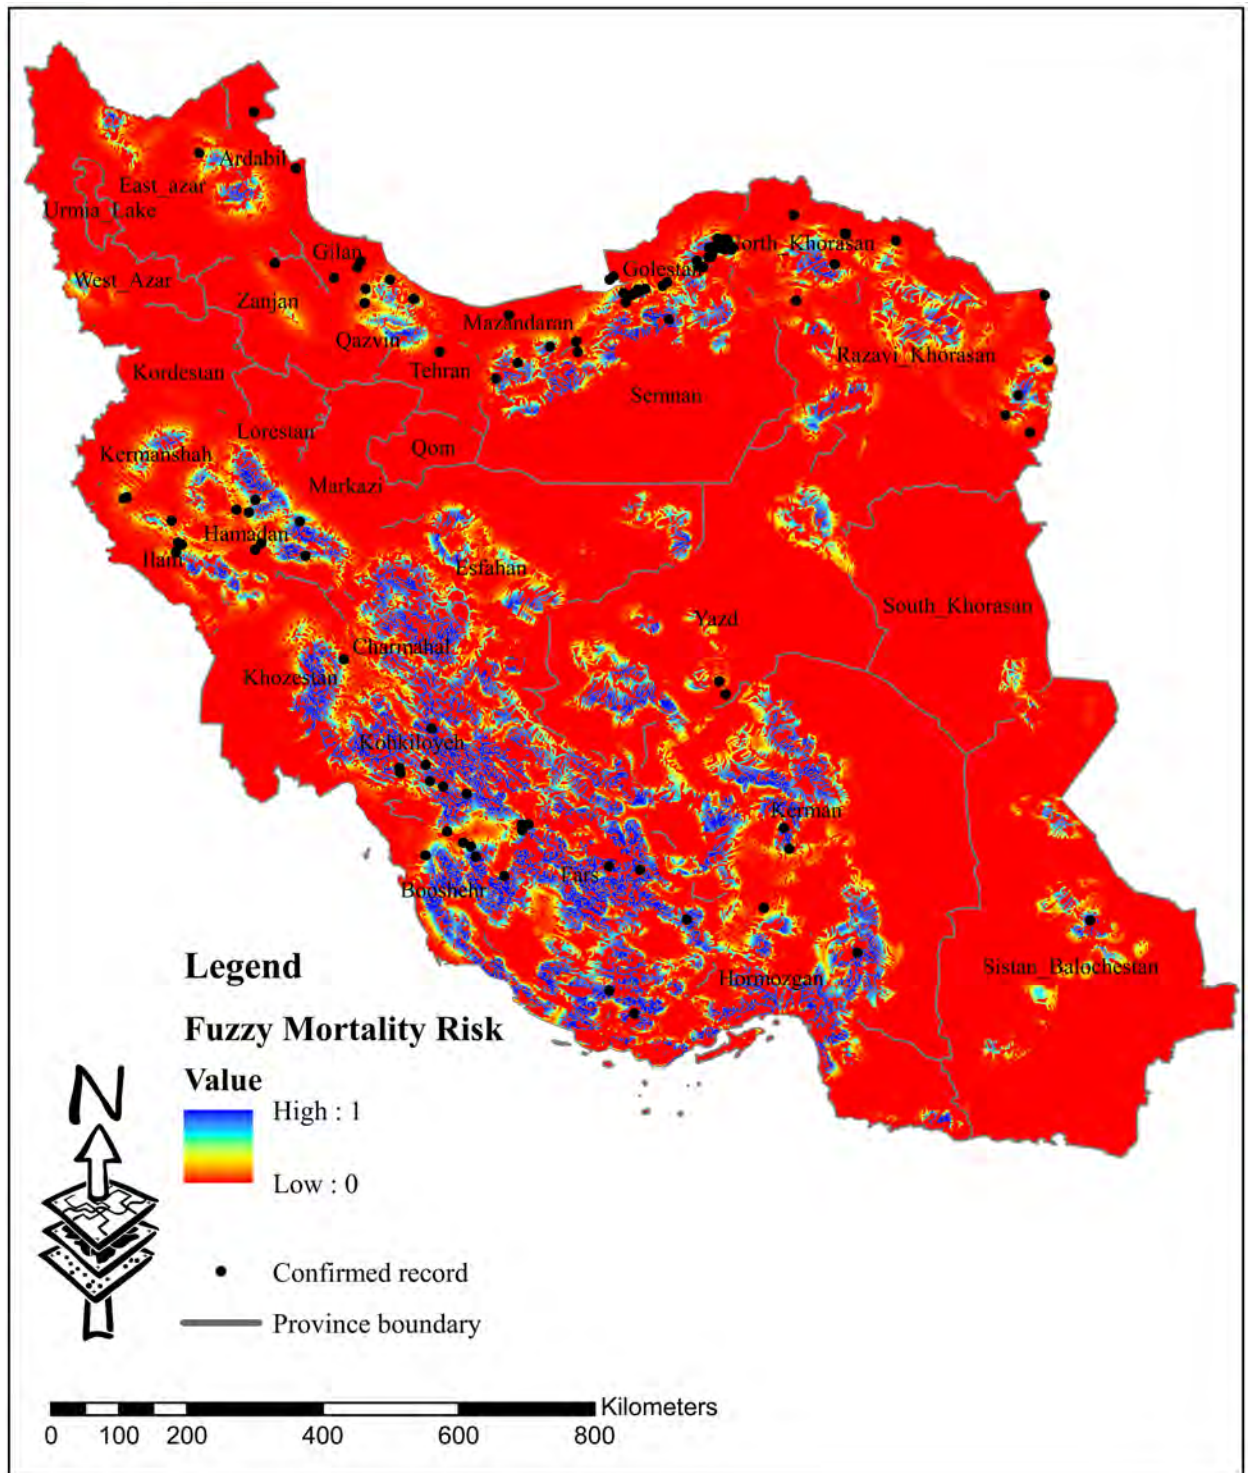 Ardabil
East_azar
Urmia_Lake
Gilan
North_Khorasan
Golestan
West_Azar
Zanjan
Mazandaran
Qazvin
Razavi_Khorasan
Tehran
Kordestan
Semnan
Lorestan
Qom
Kermanshah
Markazi
Hamadan
Ilam
Esfahan
South_Khorasan
Yazd
Charmahal
Khozestan
Kohkiloyeh
Kerman
Fars
Booshehr
Sistan_Balochestan
Hormozgan
Legend
Fuzzy Mortality Risk
Value
High : 1
Low : 0
N
Confirmed record
Province boundary
Kilometers
0 100 200 400 600 800